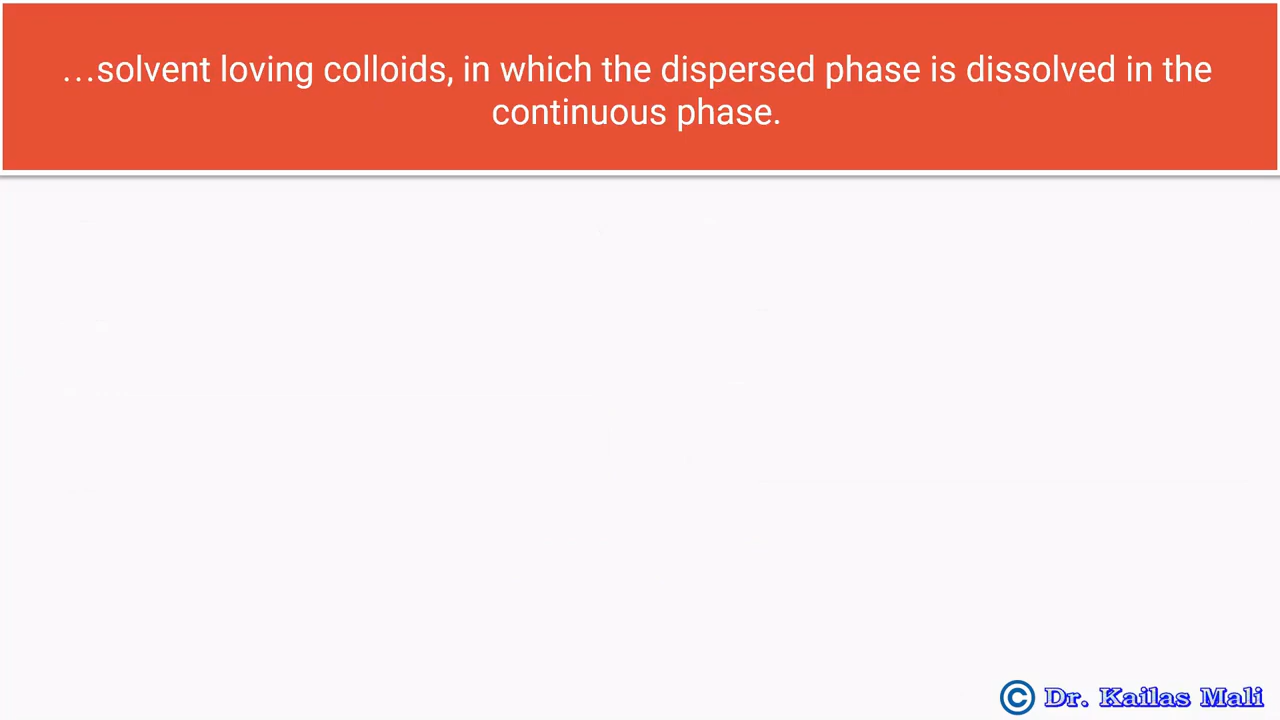 …solvent loving colloids, in which the dispersed phase is dissolved in the
continuous phase.
© Dr. Kailas Mali